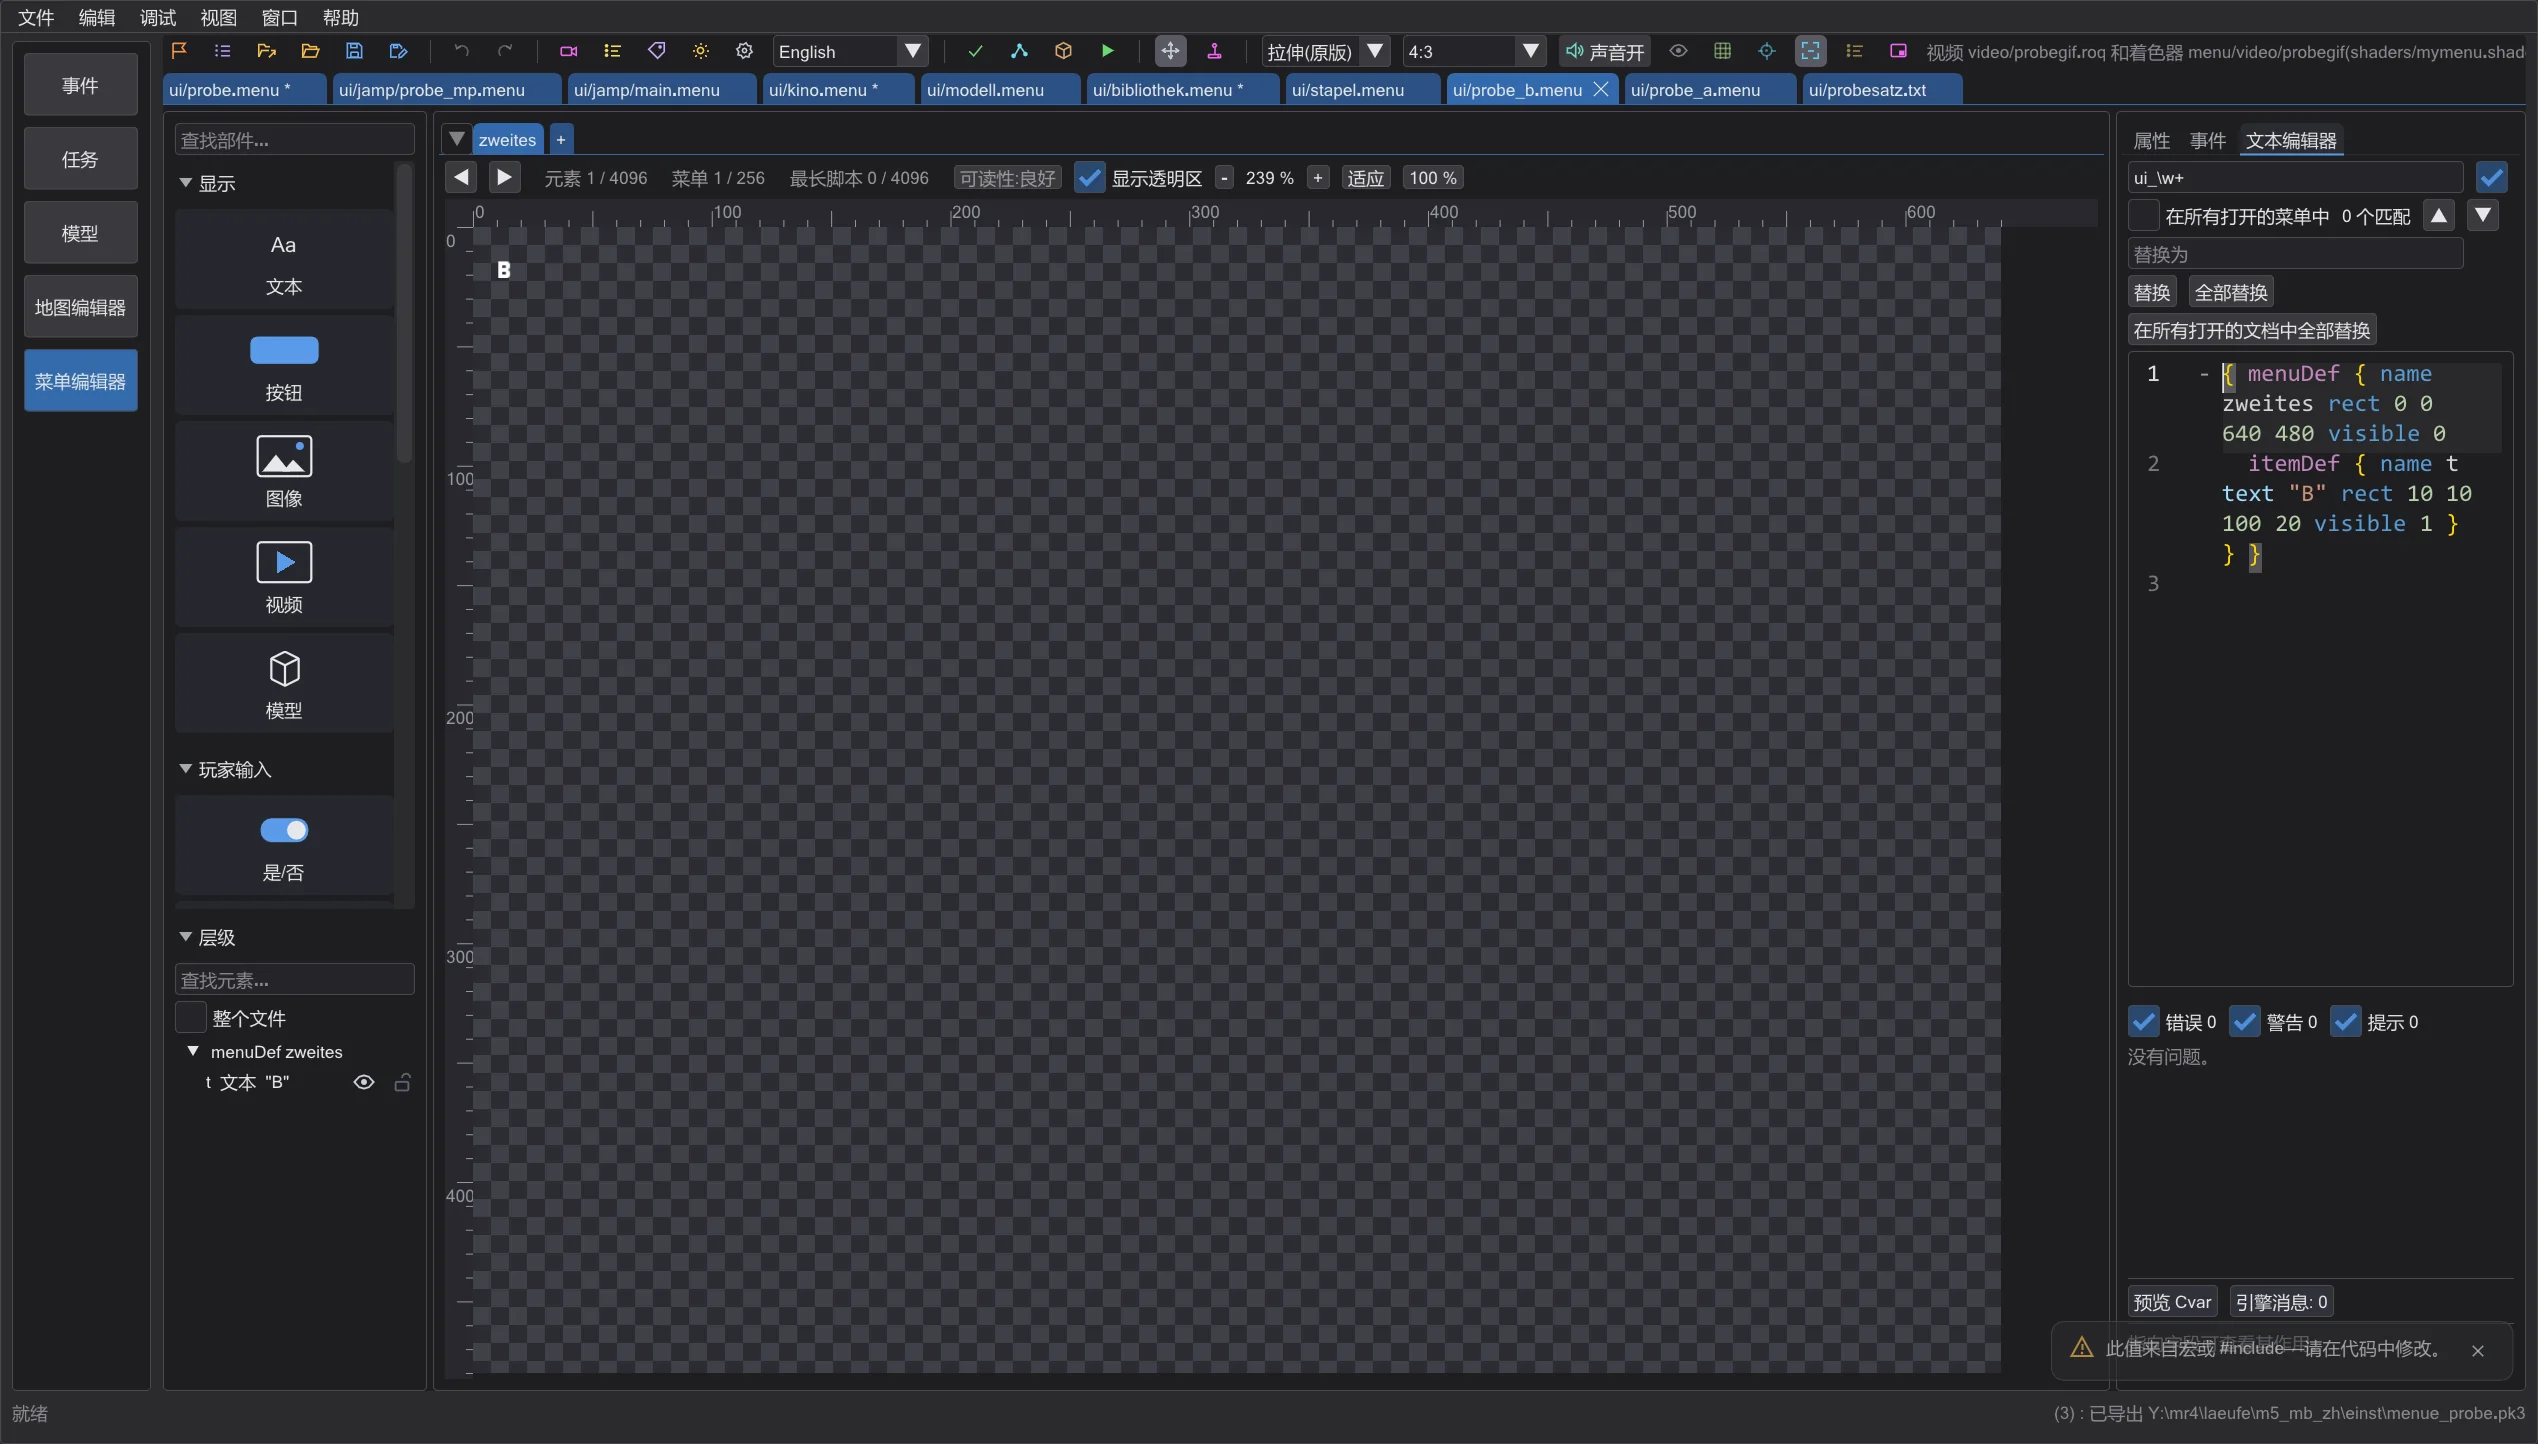 文件 编辑 调试 视图 窗口 帮助
English
拉伸(原版)
4:3
声音开
视频 video/probegif.roq 和着色器 menu/video/probegif(shaders/mymenu.shad
ui/probe.menu *
ui/jamp/probe_mp.menu
ui/jamp/main.menu
ui/kino.menu *
ui/modell.menu
ui/bibliothek.menu *
ui/stapel.menu
ui/probe_b.menu
ui/probe_a.menu
ui/probesatz.txt
事件
任务
模型
地图编辑器
菜单编辑器
查找部件...
显示
Aa
文本
按钮
图像
视频
模型
玩家输入
是/否
层级
查找元素...
整个文件
menuDef zweites
t 文本 "B"
zweites
+
元素 1 / 4096 菜单 1 / 256 最长脚本 0 / 4096 可读性:良好 显示透明区 - 239 % + 适应 100 %
0 100 200 300 400 500 600
0
100
200
300
400
B
属性 事件 文本编辑器
ui_\w+
在所有打开的菜单中 0 个匹配
替换为
替换 全部替换
在所有打开的文档中全部替换
1 - { menuDef { name
zweites rect 0 0
640 480 visible 0
2 itemDef { name t
text "B" rect 10 10
100 20 visible 1 }
} }
3
错误 0 警告 0 提示 0
没有问题。
预览 Cvar 引擎消息: 0
此值来自宏或 #include — 请在代码中修改。
就绪
(3) : 已导出 Y:\mr4\laeufe\m5_mb_zh\einst\menue_probe.pk3